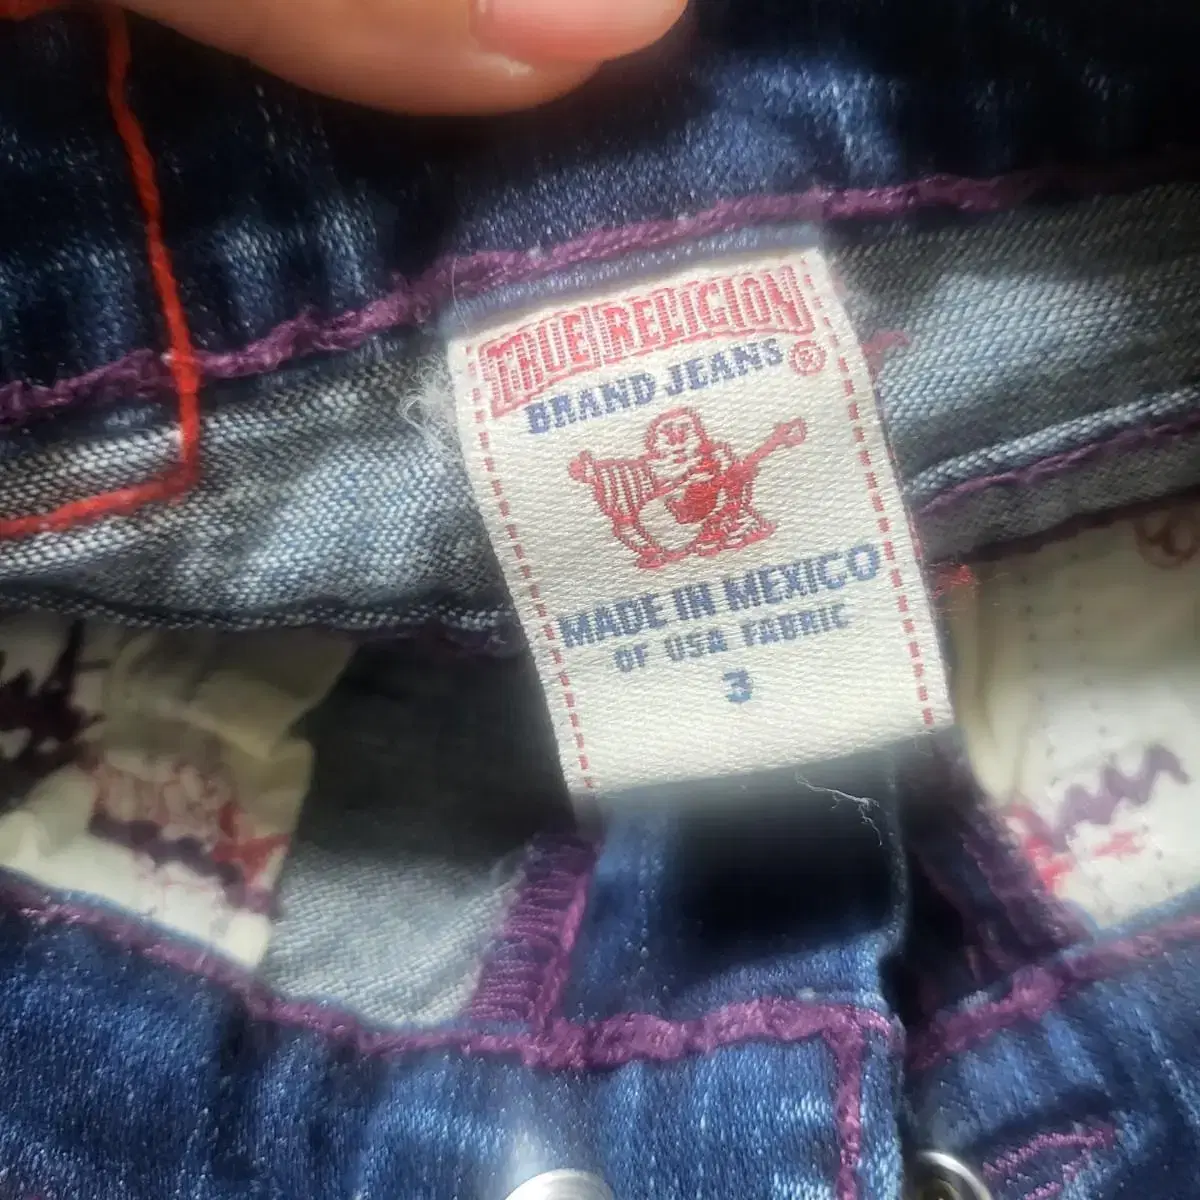 TRUE RELIGION
BRAND JEANS ®
MADE IN MEXICO
OF USA FABRIC
3